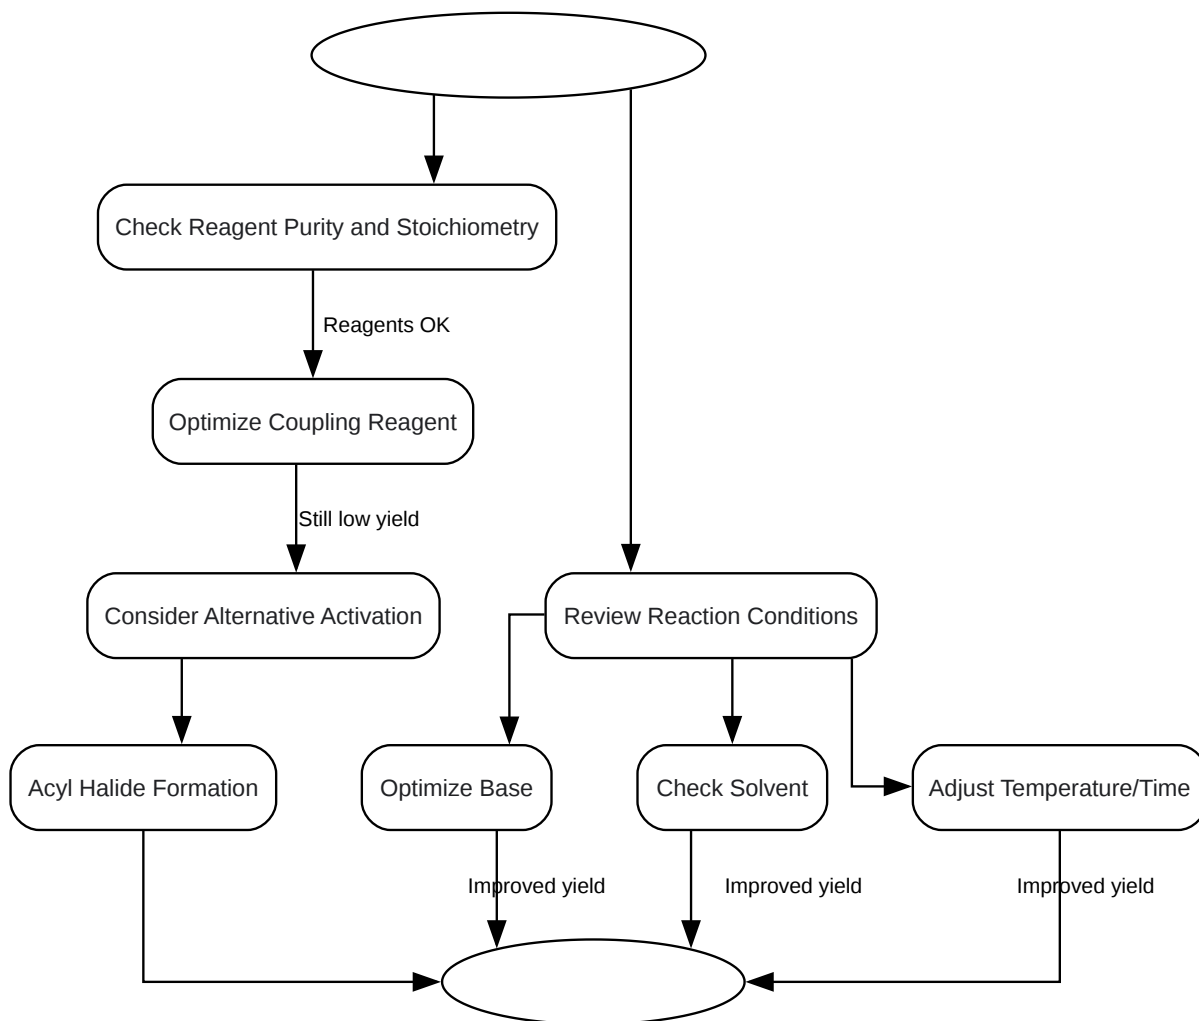 Check Reagent Purity and Stoichiometry
Reagents OK
Optimize Coupling Reagent
Still low yield
Consider Alternative Activation
Review Reaction Conditions
Acyl Halide Formation
Optimize Base
Check Solvent
Adjust Temperature/Time
Improved yield
Improved yield
Improved yield